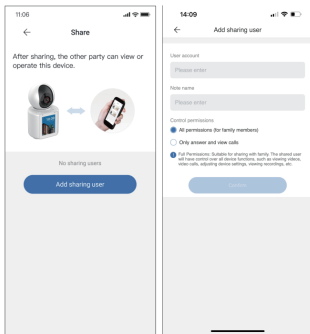 11:06
Share
After sharing, the other party can view or
operate this device.
No sharing users
Add sharing user
14:09
Add sharing user
User account
Please enter
Note name
Please enter
Control permissions
All permissions (for family members)
Only answer and view calls
Full Permissions: Suitable for sharing with family. The shared user
will have control over all device functions, such as viewing videos,
video calls, adjusting device settings, viewing recordings, etc.